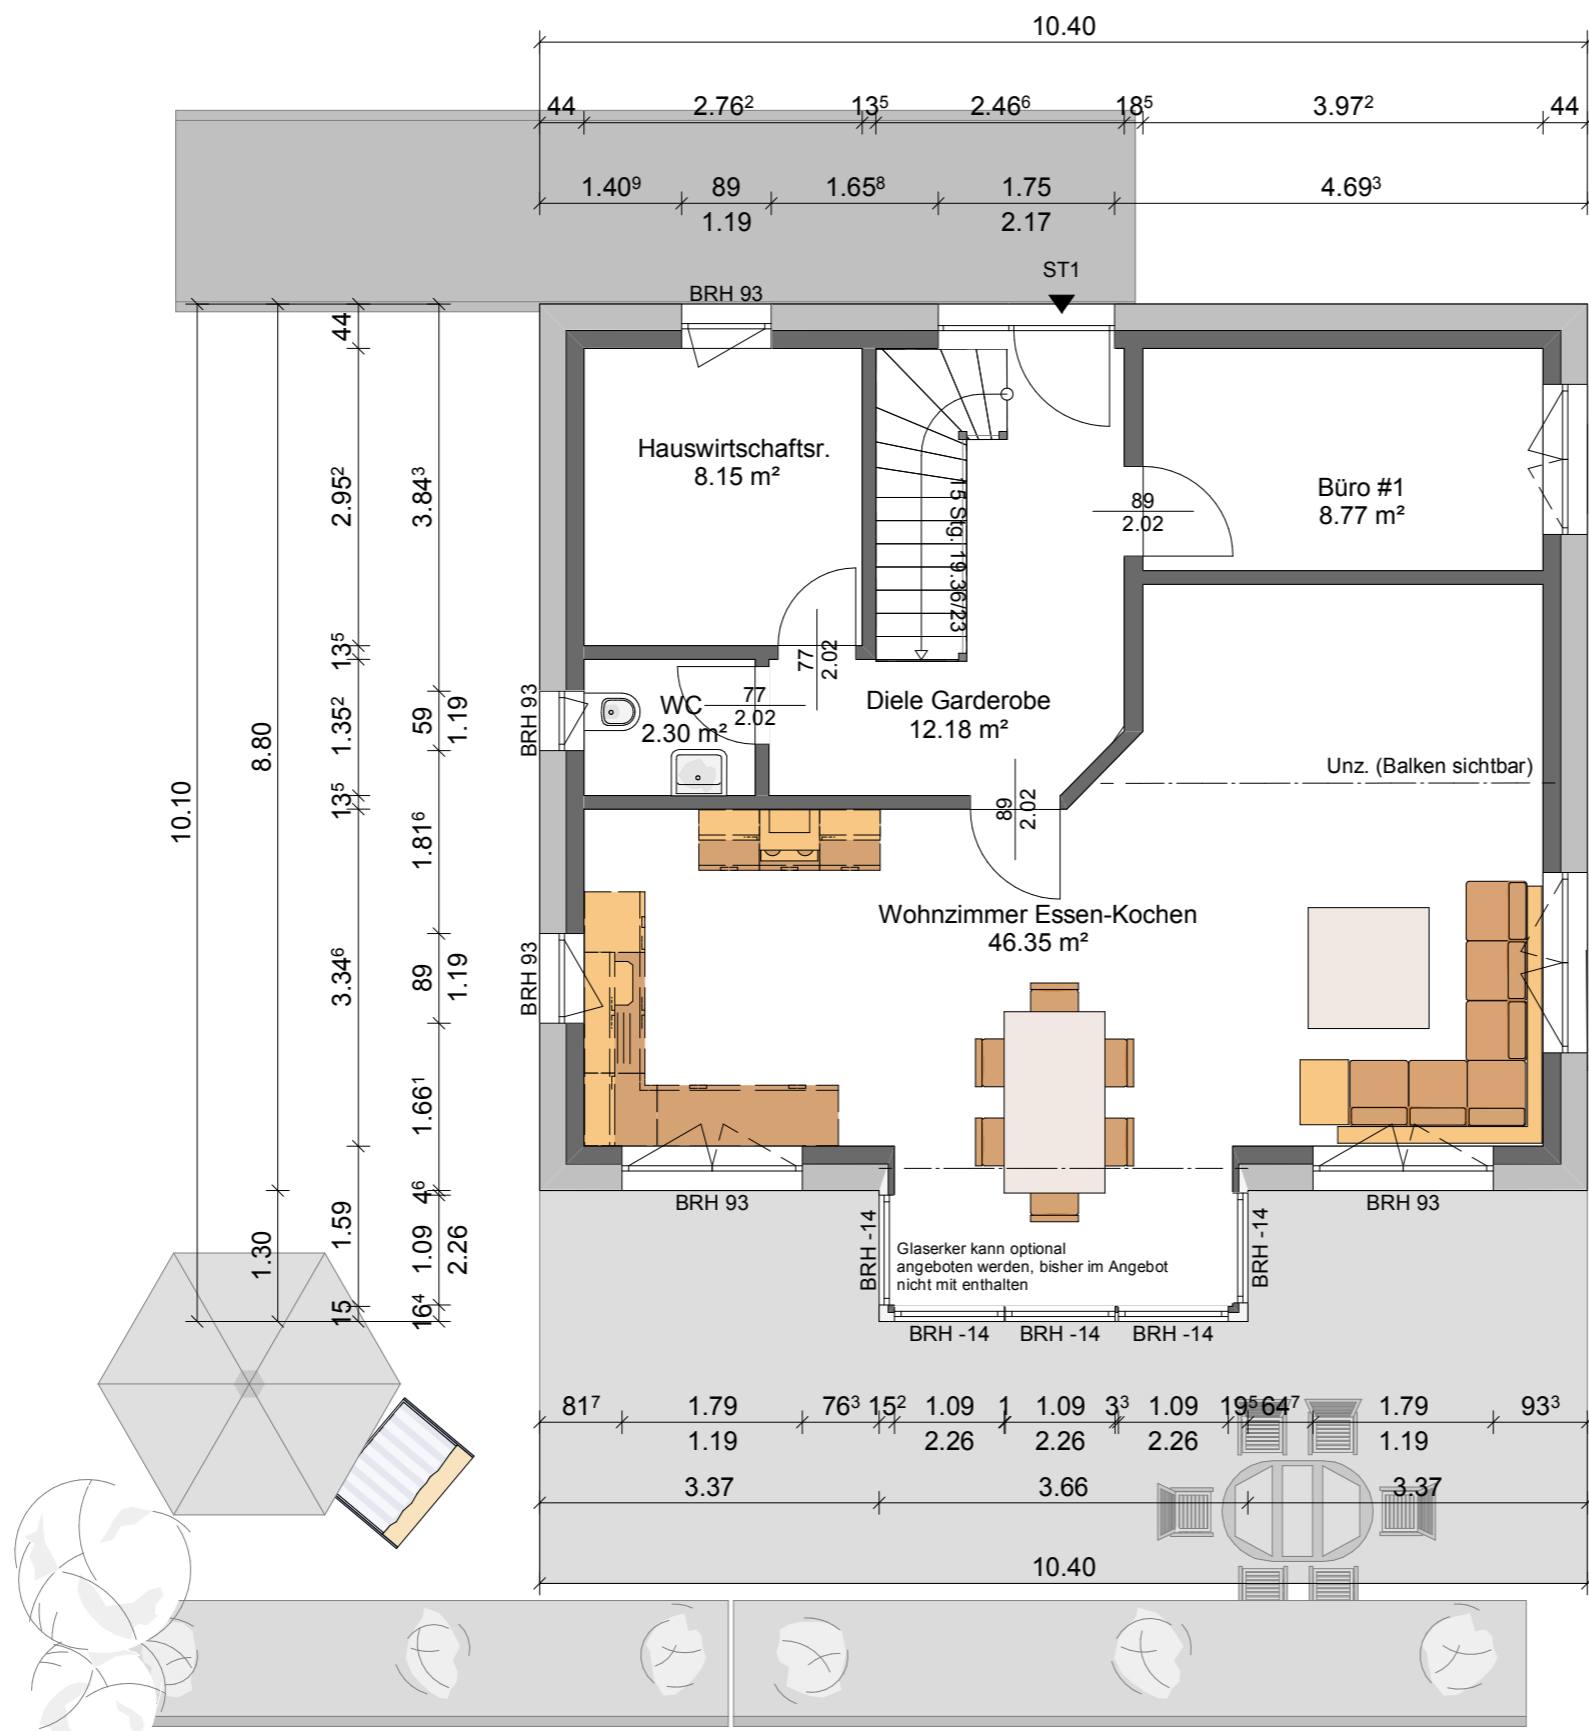 10.40
44 2.76² 13⁵ 2.46⁶ 18⁵ 3.97² 44
1.40⁹ 89 1.65⁸ 1.75 4.69³
1.19 2.17
ST1
BRH 93
44
2.95²
13⁵
1.35²
13⁵
3.34⁶
1.59
15
3.84³
59
1.19
1.81⁶
89
1.19
1.66¹
4⁶
1.09
2.26
16⁴
8.80
1.30
10.10
Hauswirtschaftsr.
8.15 m²
15 Stg. 19.36/23
Büro #1
8.77 m²
89
2.02
77
2.02
BRH 93
WC
2.30 m²
77
2.02
Diele Garderobe
12.18 m²
Unz. (Balken sichtbar)
89
2.02
Wohnzimmer Essen-Kochen
46.35 m²
BRH 93
BRH 93
BRH 93
BRH -14
BRH -14
Glaserker kann optional
angeboten werden, bisher im Angebot
nicht mit enthalten
BRH -14 BRH -14 BRH -14
81⁷ 1.79 76³ 15² 1.09 1 1.09 3³ 1.09 19⁵ 64⁷ 1.79 93³
1.19 2.26 2.26 2.26 1.19
3.37 3.66 3.37
10.40